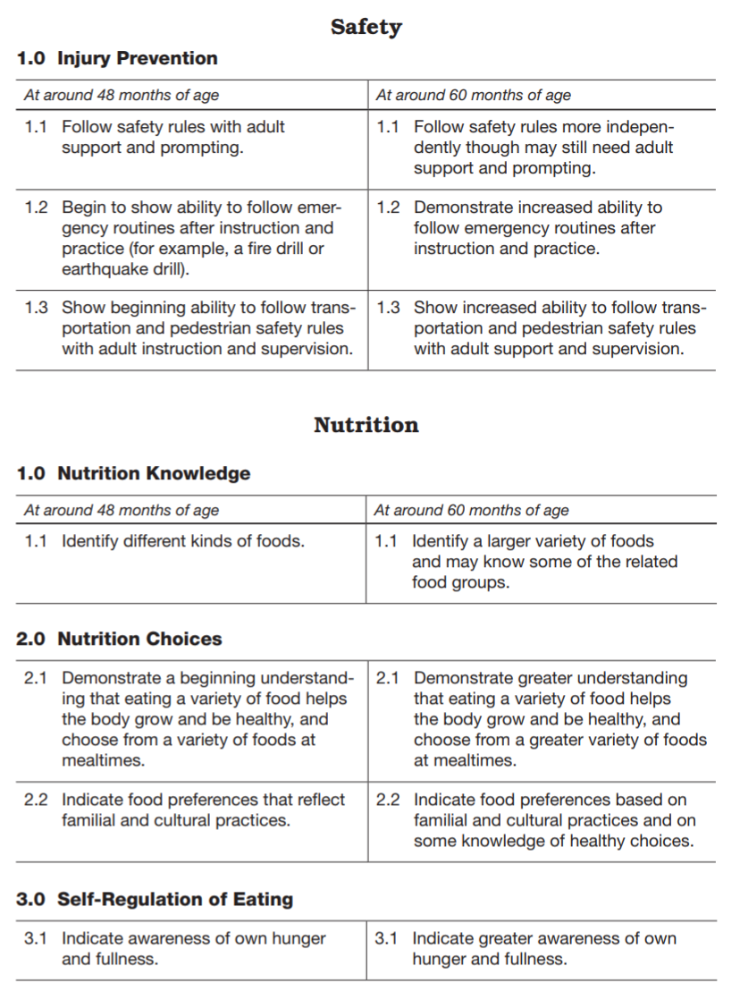 Safety
1.0 Injury Prevention
At around 48 months of age
At around 60 months of age
1.1 Follow safety rules with adult
support and prompting.
1.1 Follow safety rules more indepen-
dently though may still need adult
support and prompting.
1.2 Begin to show ability to follow emer-
gency routines after instruction and
practice (for example, a fire drill or
earthquake drill).
1.2 Demonstrate increased ability to
follow emergency routines after
instruction and practice.
1.3 Show beginning ability to follow trans-
portation and pedestrian safety rules
with adult instruction and supervision.
1.3 Show increased ability to follow trans-
portation and pedestrian safety rules
with adult support and supervision.
Nutrition
1.0 Nutrition Knowledge
At around 48 months of age
At around 60 months of age
1.1 Identify different kinds of foods.
1.1 Identify a larger variety of foods
and may know some of the related
food groups.
2.0 Nutrition Choices
2.1 Demonstrate a beginning understand-
ing that eating a variety of food helps
the body grow and be healthy, and
choose from a variety of foods at
mealtimes.
2.1 Demonstrate greater understanding
that eating a variety of food helps
the body grow and be healthy, and
choose from a greater variety of foods
at mealtimes.
2.2 Indicate food preferences that reflect
familial and cultural practices.
2.2 Indicate food preferences based on
familial and cultural practices and on
some knowledge of healthy choices.
3.0 Self-Regulation of Eating
3.1 Indicate awareness of own hunger
and fullness.
3.1 Indicate greater awareness of own
hunger and fullness.